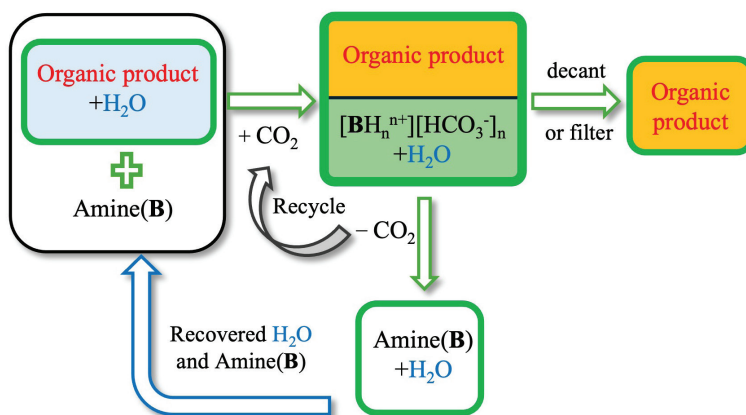 Organic product
+H₂O
Amine(B)
+ CO₂
Organic product
[BHₙⁿ⁺][HCO₃⁻]ₙ
+H₂O
decant
or filter
Organic
product
Recycle
– CO₂
Recovered H₂O
and Amine(B)
Amine(B)
+H₂O